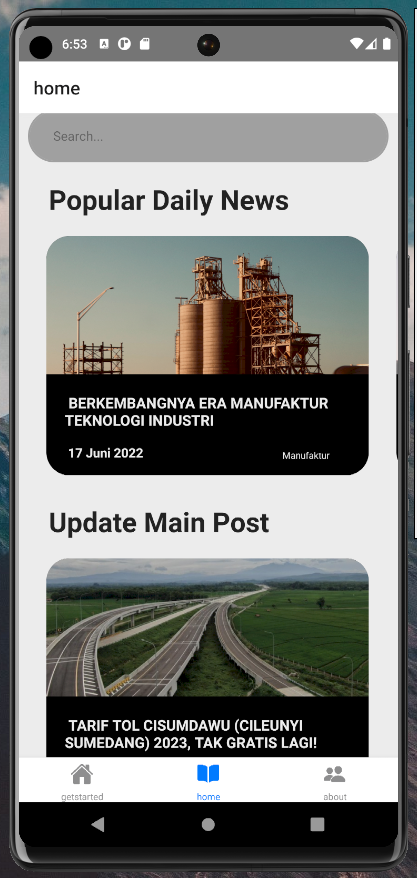 6:53
home
Search...
Popular Daily News
BERKEMBANGNYA ERA MANUFAKTUR
TEKNOLOGI INDUSTRI
17 Juni 2022
Manufaktur
Update Main Post
TARIF TOL CISUMDAWU (CILEUNYI
SUMEDANG) 2023, TAK GRATIS LAGI!
getstarted
home
about